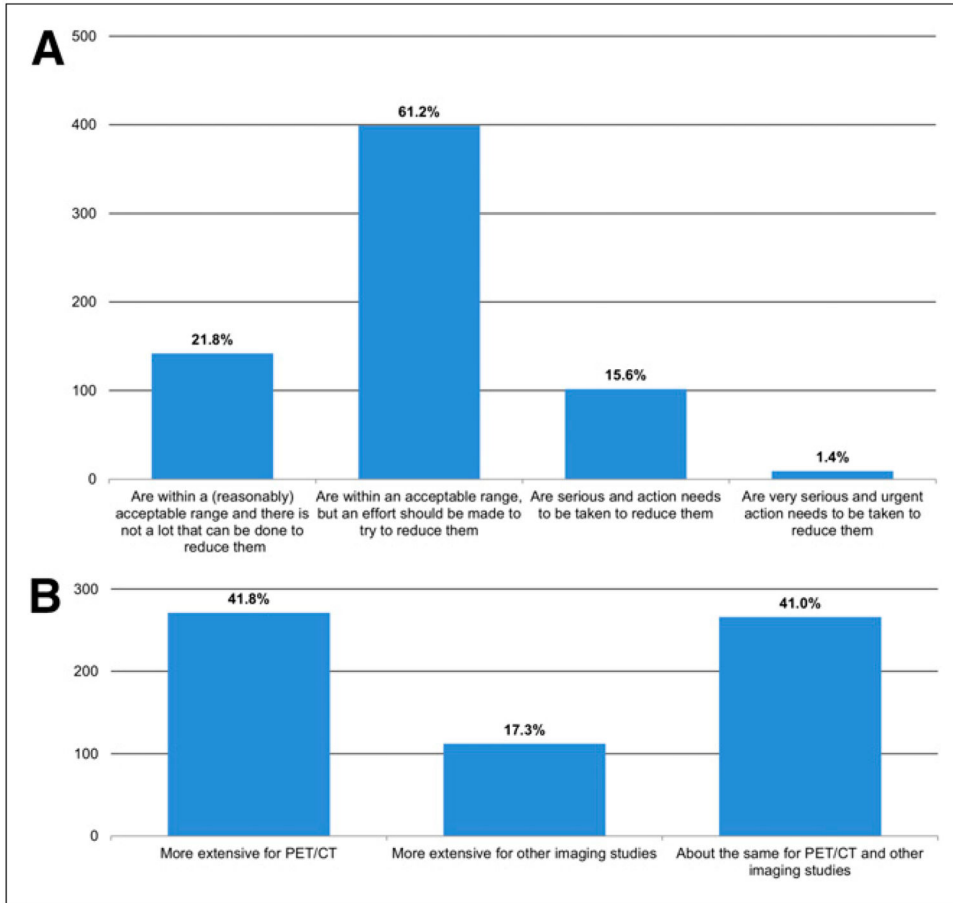 A
500
400
300
200
100
0
21.8%
61.2%
15.6%
1.4%
Are within a (reasonably)
acceptable range and there is
not a lot that can be done to
reduce them
Are within an acceptable range,
but an effort should be made to
try to reduce them
Are serious and action needs
to be taken to reduce them
Are very serious and urgent
action needs to be taken to
reduce them
B
300
200
100
0
41.8%
17.3%
41.0%
More extensive for PET/CT
More extensive for other imaging studies
About the same for PET/CT and other
imaging studies